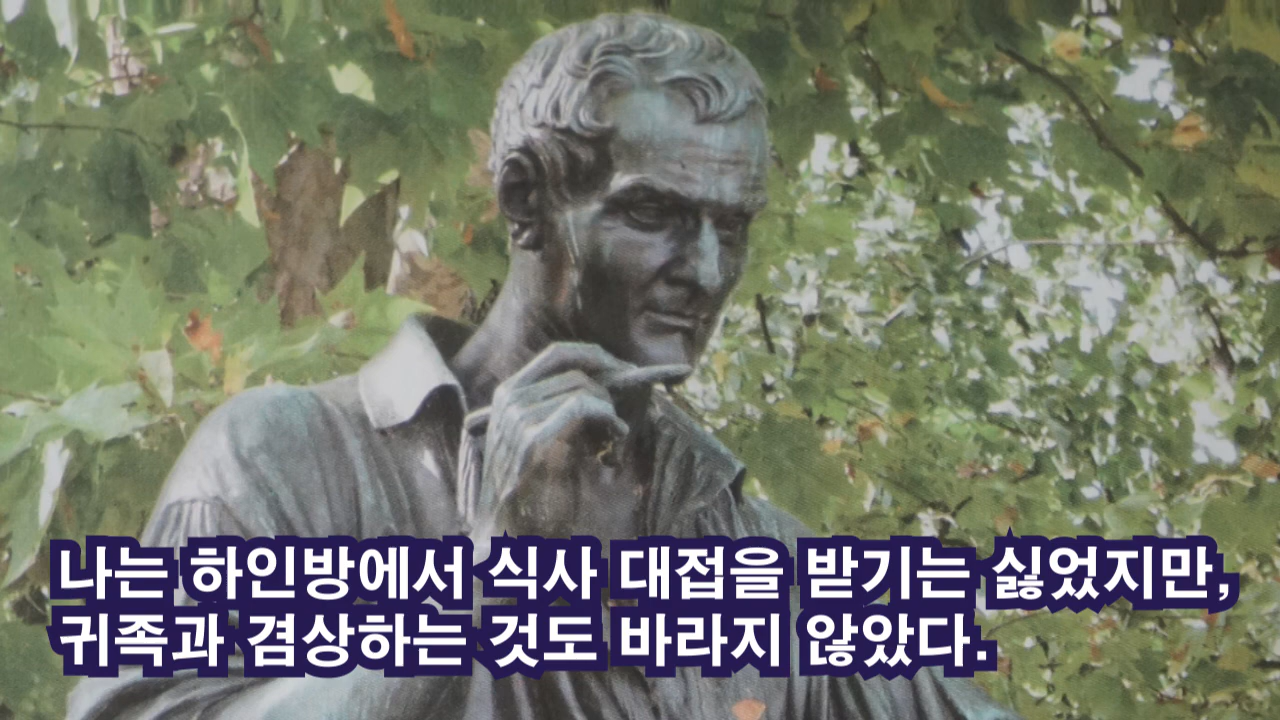 나는 하인방에서 식사 대접을 받기는 싫었지만,
귀족과 겸상하는 것도 바라지 않았다.